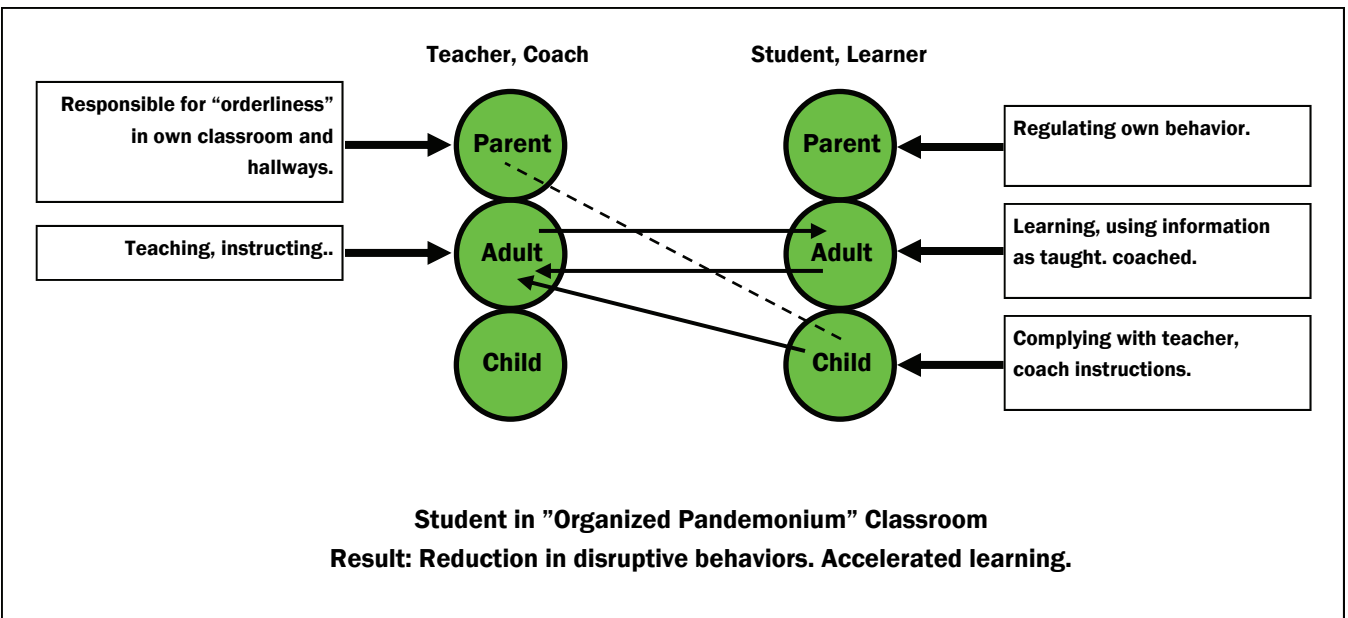 Teacher, Coach
Student, Learner
Responsible for “orderliness”
in own classroom and
hallways.
Parent
Parent
Regulating own behavior.
Teaching, instructing..
Adult
Adult
Learning, using information
as taught. coached.
Child
Child
Complying with teacher,
coach instructions.
Student in ”Organized Pandemonium” Classroom
Result: Reduction in disruptive behaviors. Accelerated learning.